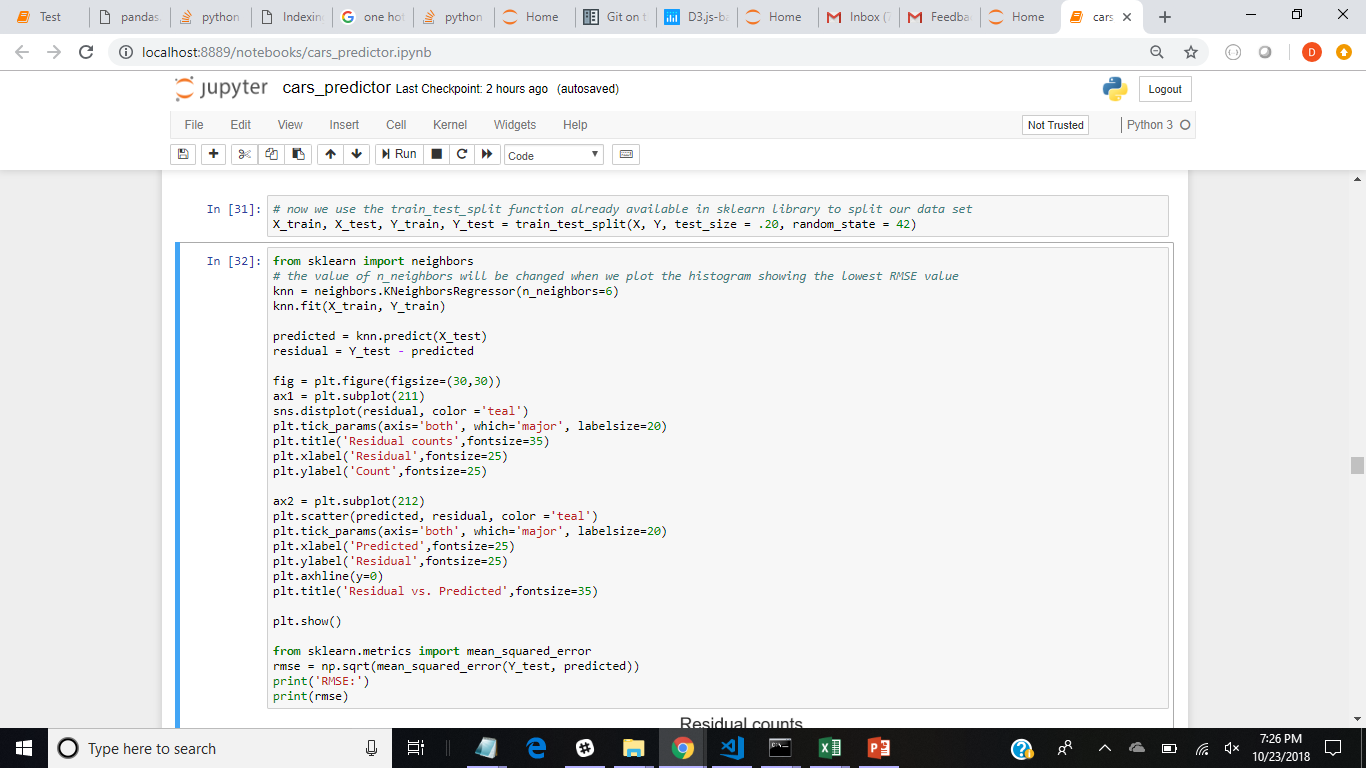 Test
pandas.
python
Indexin
one hot
python
Home
Git on t
D3.js-ba
Home
Inbox (7
Feedba
Home
cars
localhost:8889/notebooks/cars_predictor.ipynb
D
jupyter cars_predictor Last Checkpoint: 2 hours ago (autosaved)
Logout
File Edit View Insert Cell Kernel Widgets Help
Not Trusted
Python 3
Run
Code
In [31]:
# now we use the train_test_split function already available in sklearn library to split our data set
X_train, X_test, Y_train, Y_test = train_test_split(X, Y, test_size = .20, random_state = 42)
In [32]:
from sklearn import neighbors
# the value of n_neighbors will be changed when we plot the histogram showing the lowest RMSE value
knn = neighbors.KNeighborsRegressor(n_neighbors=6)
knn.fit(X_train, Y_train)
predicted = knn.predict(X_test)
residual = Y_test - predicted
fig = plt.figure(figsize=(30,30))
ax1 = plt.subplot(211)
sns.distplot(residual, color ='teal')
plt.tick_params(axis='both', which='major', labelsize=20)
plt.title('Residual counts',fontsize=35)
plt.xlabel('Residual',fontsize=25)
plt.ylabel('Count',fontsize=25)
ax2 = plt.subplot(212)
plt.scatter(predicted, residual, color ='teal')
plt.tick_params(axis='both', which='major', labelsize=20)
plt.xlabel('Predicted',fontsize=25)
plt.ylabel('Residual',fontsize=25)
plt.axhline(y=0)
plt.title('Residual vs. Predicted',fontsize=35)
plt.show()
from sklearn.metrics import mean_squared_error
rmse = np.sqrt(mean_squared_error(Y_test, predicted))
print('RMSE:')
print(rmse)
Residual counts
Type here to search
7:26 PM
10/23/2018